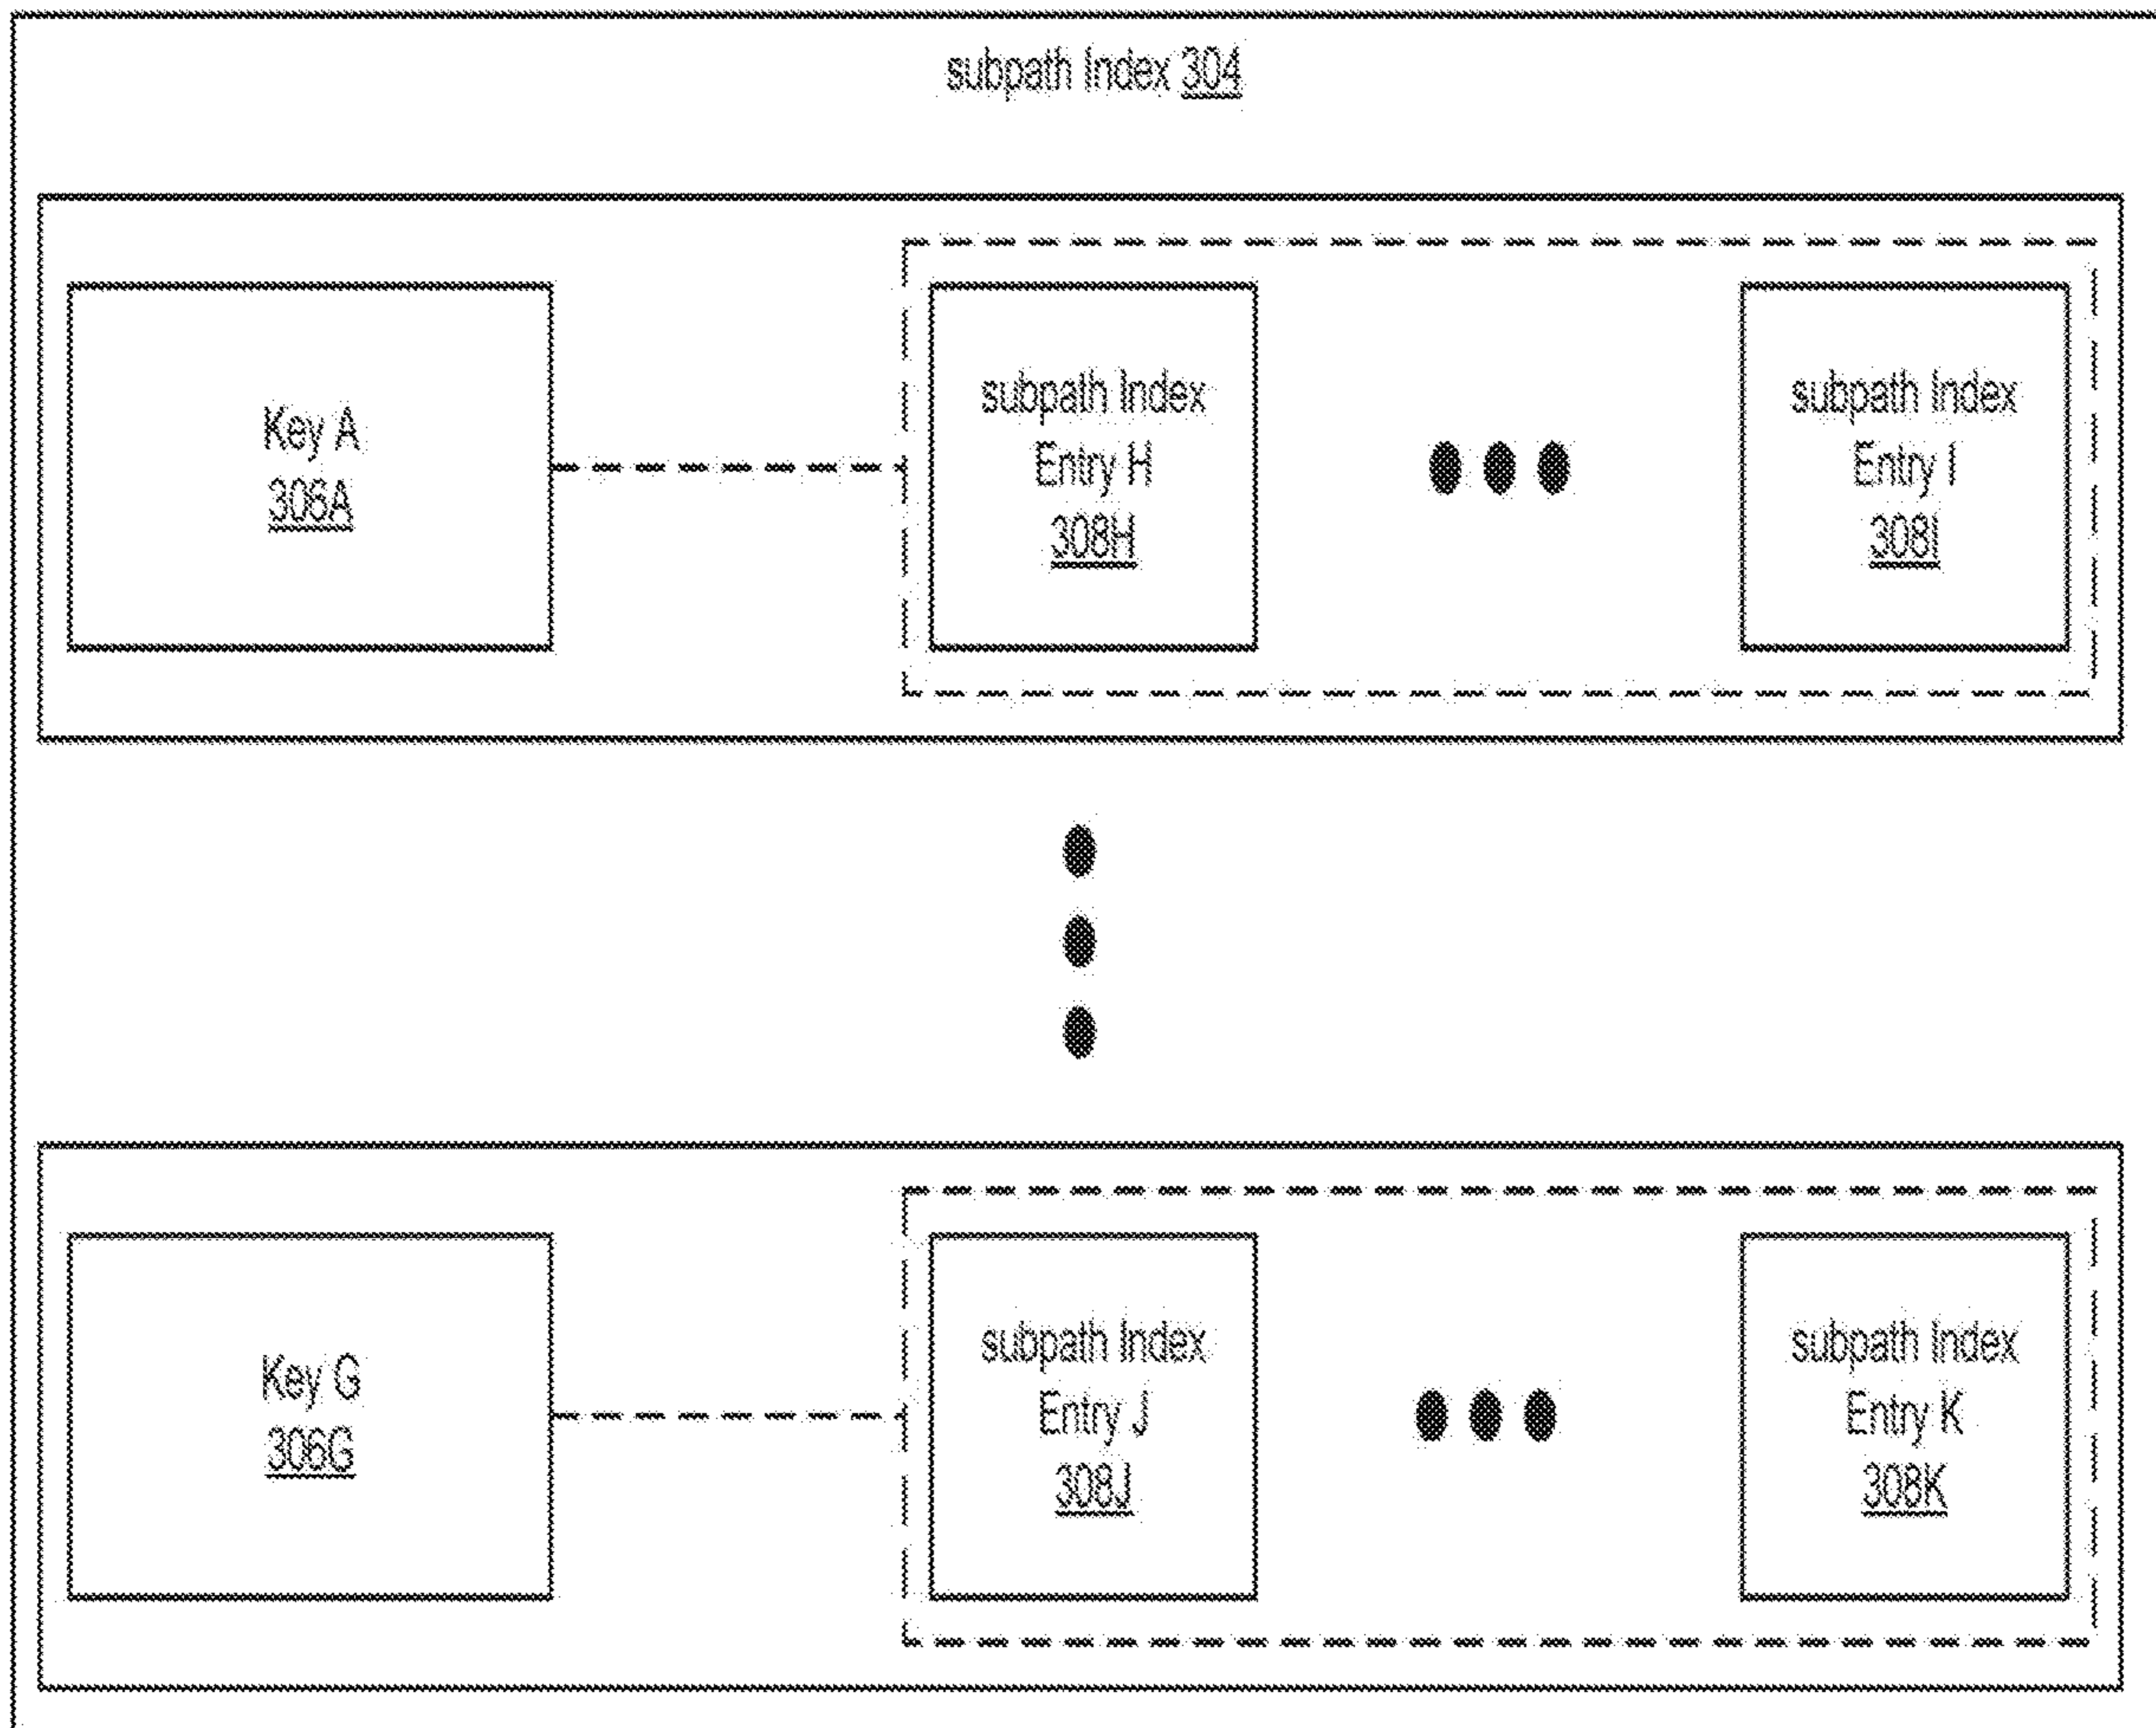 subpath Index 304
Key A
306A
subpath Index
Entry H
308H
subpath Index
Entry I
308I
Key G
306G
subpath Index
Entry J
308J
subpath Index
Entry K
308K